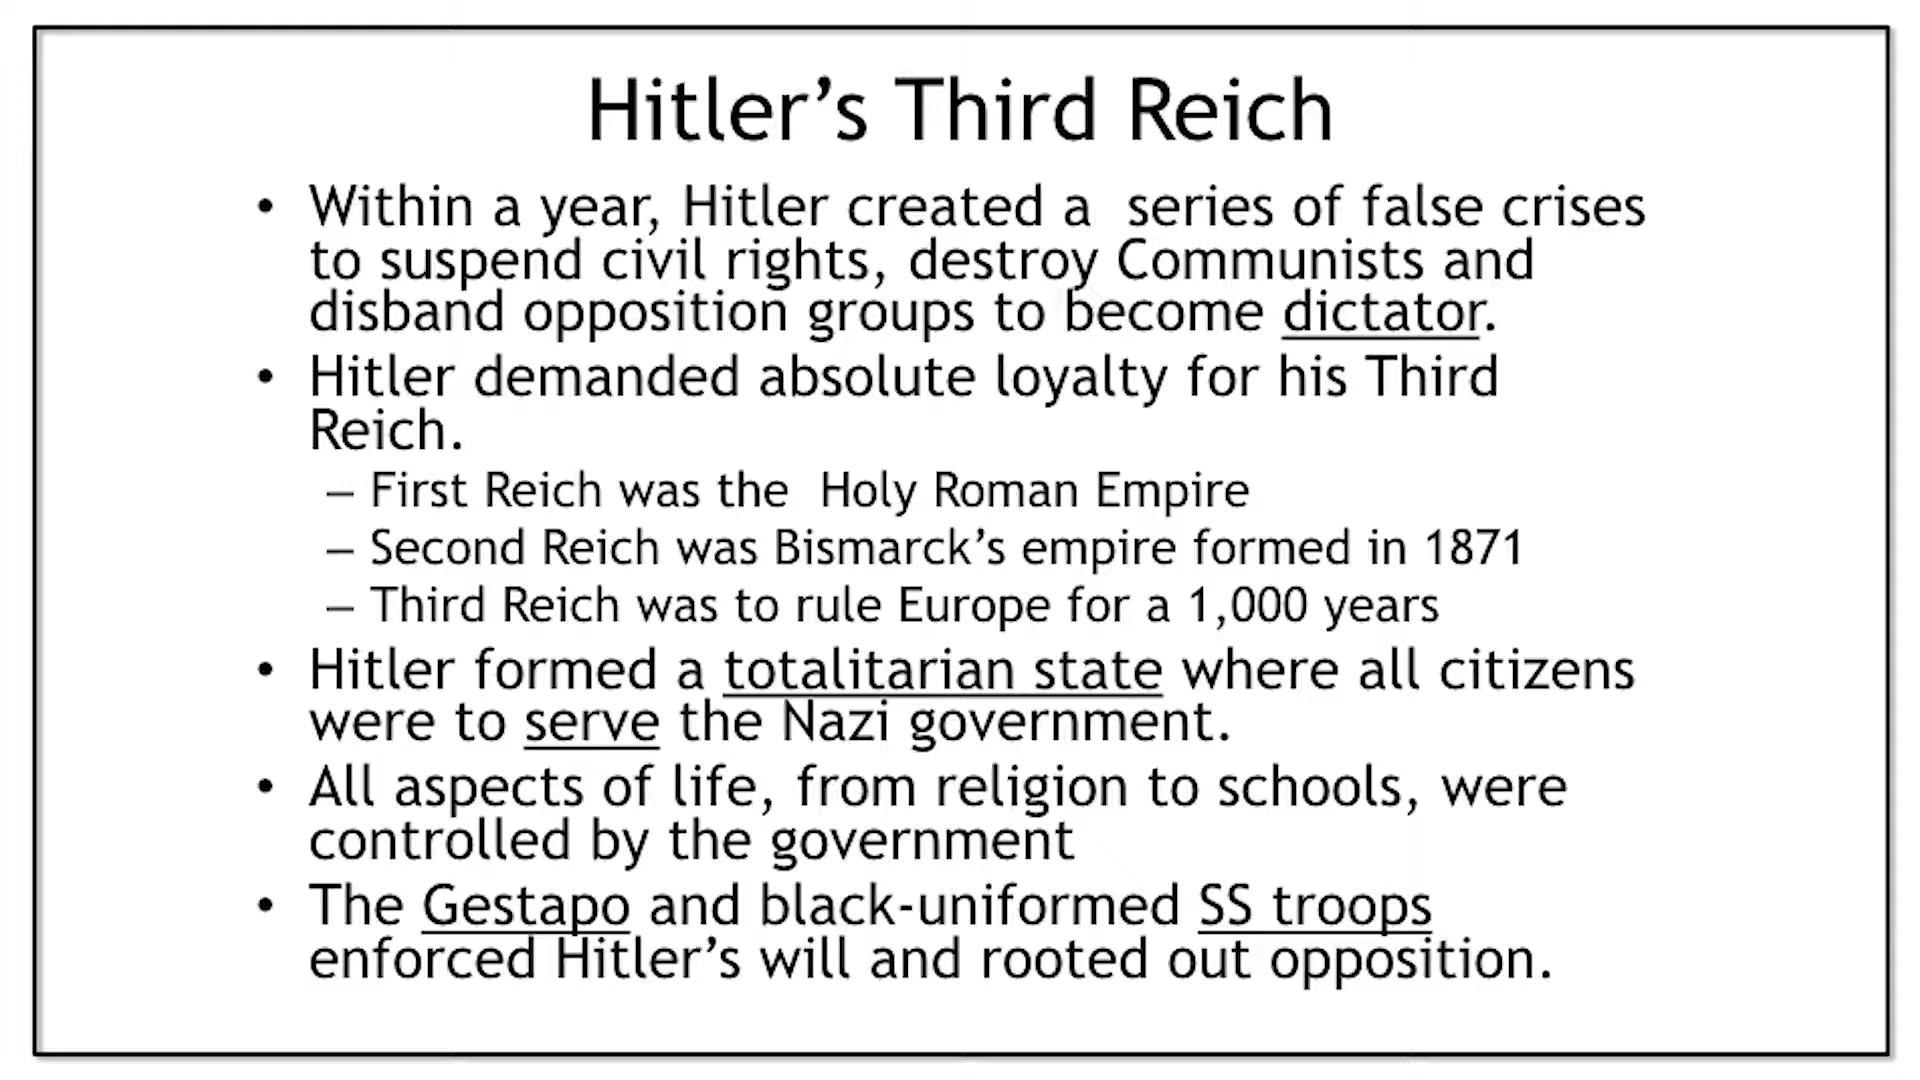 Hitler’s Third Reich
• Within a year, Hitler created a  series of false crises
to suspend civil rights, destroy Communists and
disband opposition groups to become dictator.
• Hitler demanded absolute loyalty for his Third
Reich.
– First Reich was the  Holy Roman Empire
– Second Reich was Bismarck’s empire formed in 1871
– Third Reich was to rule Europe for a 1,000 years
• Hitler formed a totalitarian state where all citizens
were to serve the Nazi government.
• All aspects of life, from religion to schools, were
controlled by the government
• The Gestapo and black-uniformed SS troops
enforced Hitler’s will and rooted out opposition.